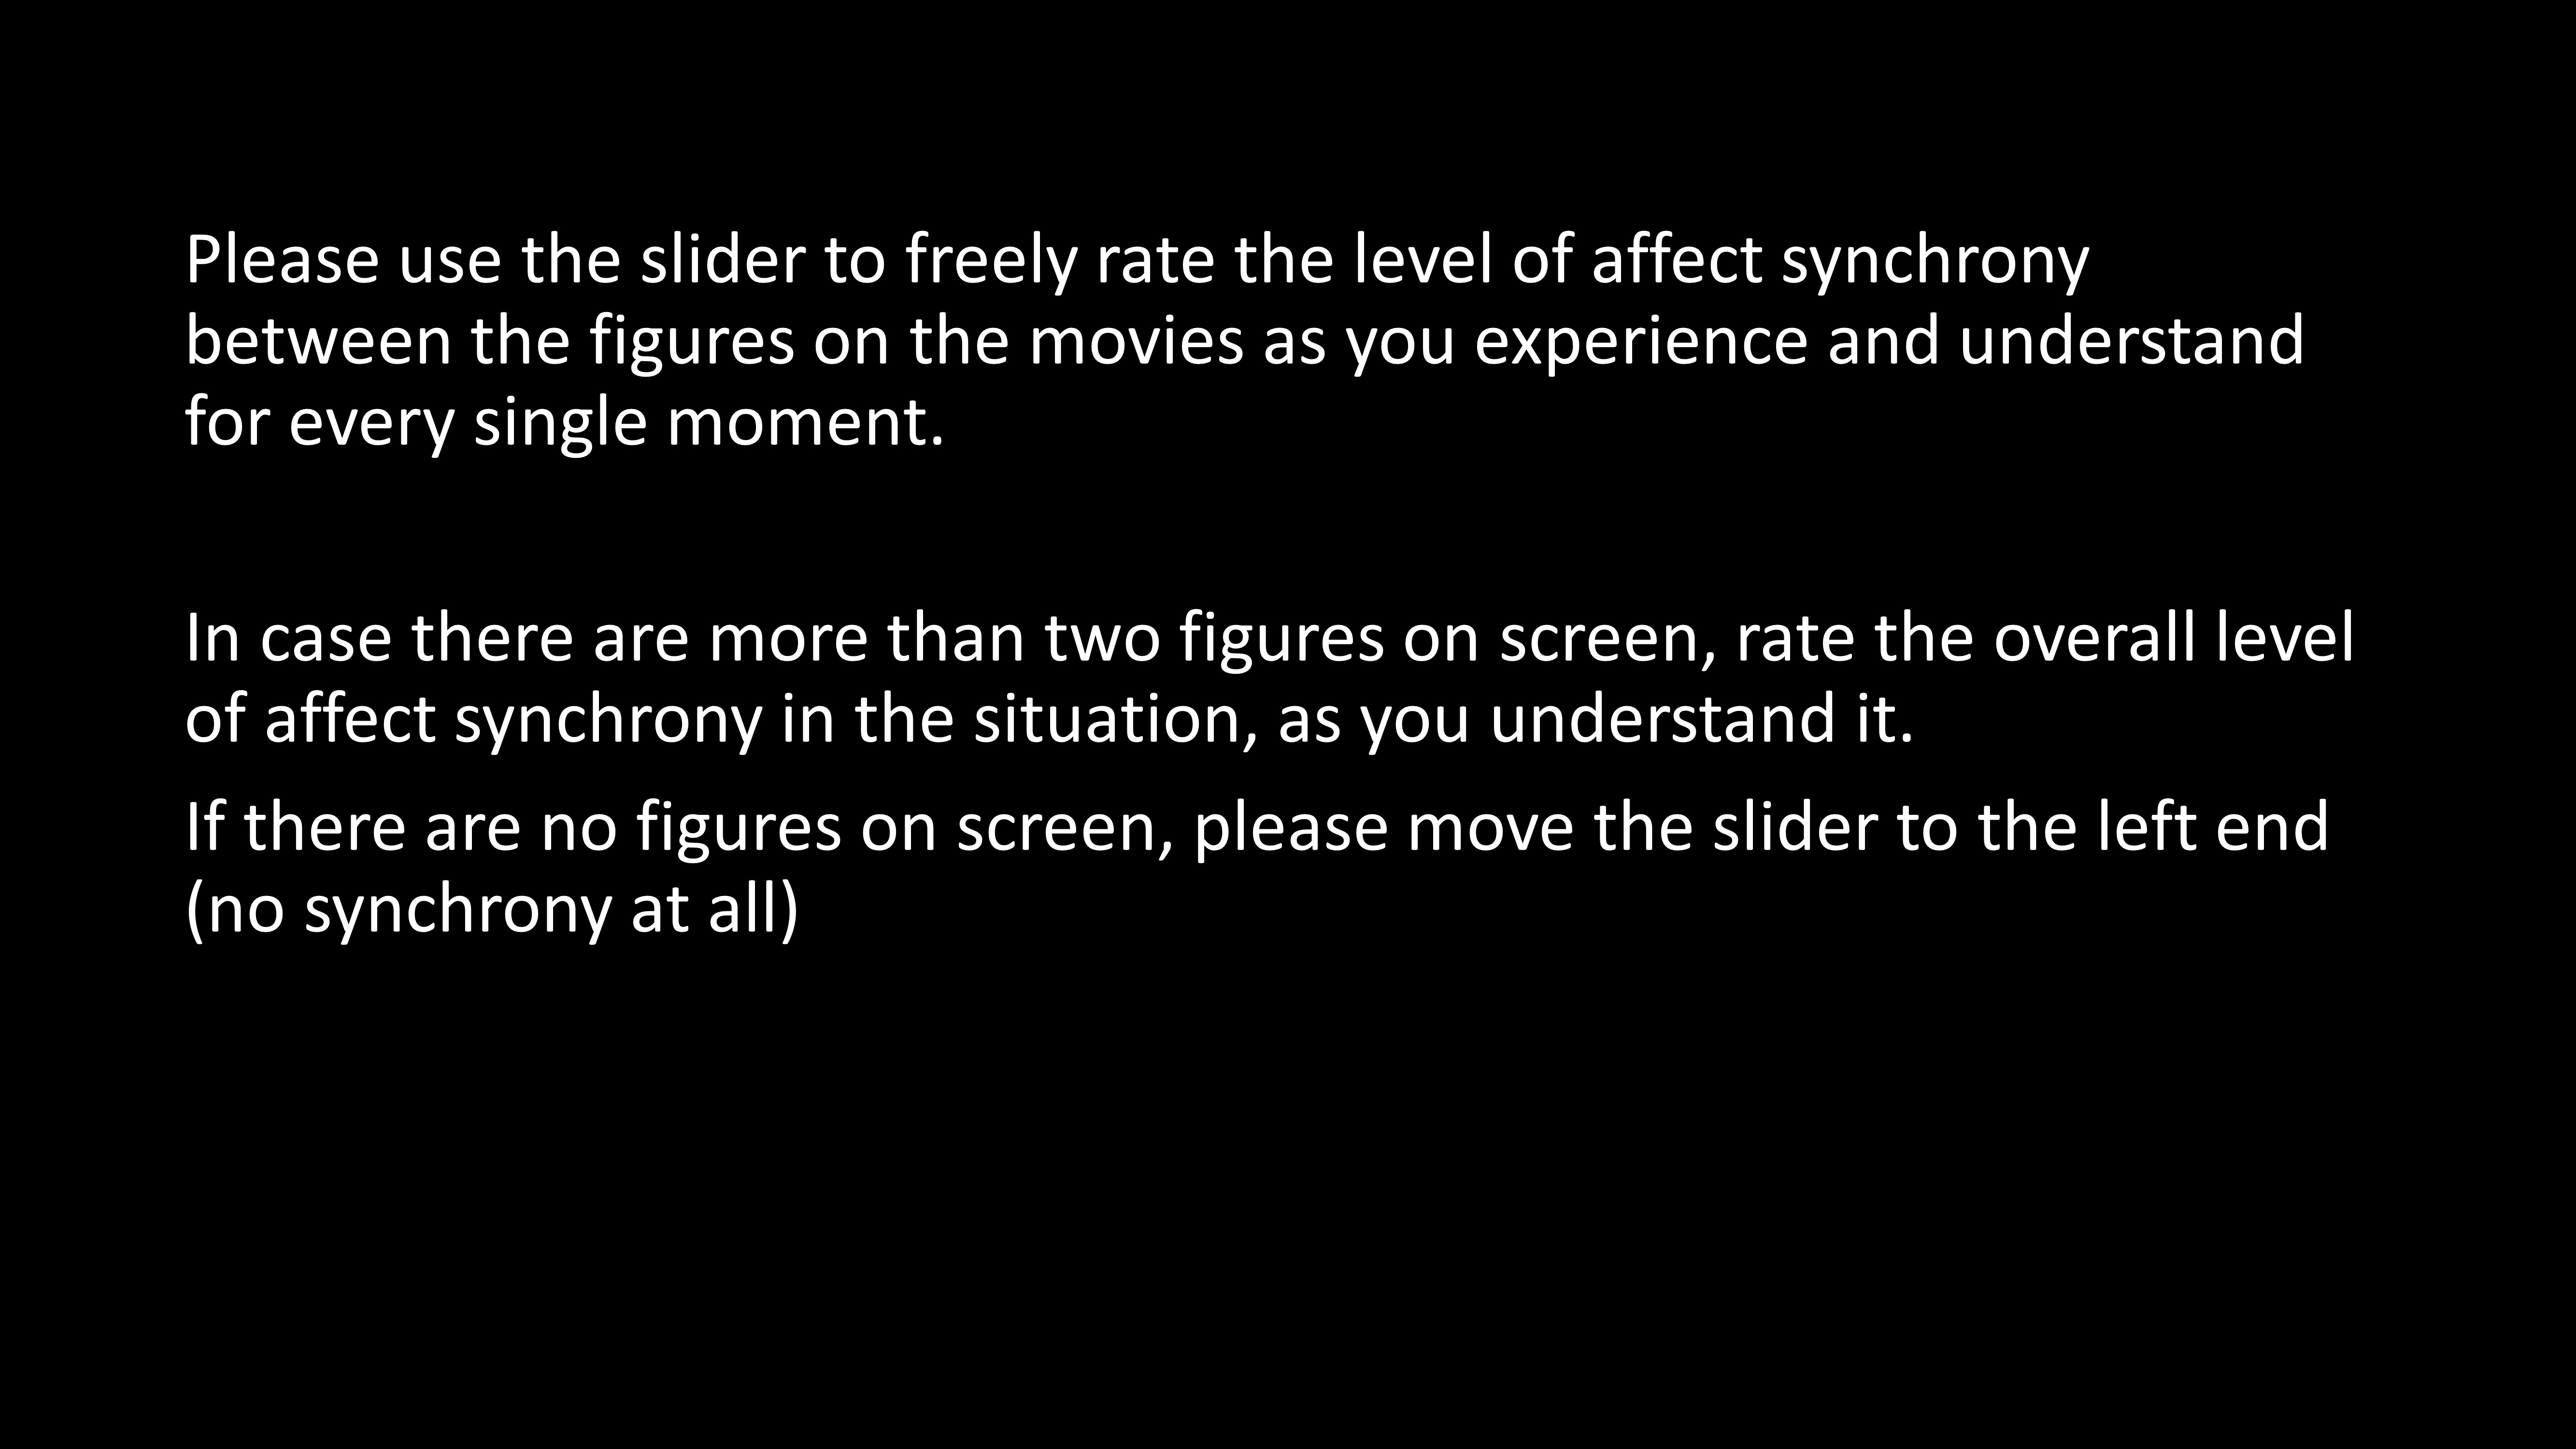 Please use the slider to freely rate the level of affect synchrony
between the figures on the movies as you experience and understand
for every single moment.
In case there are more than two figures on screen, rate the overall level
of affect synchrony in the situation, as you understand it.
If there are no figures on screen, please move the slider to the left end
(no synchrony at all)